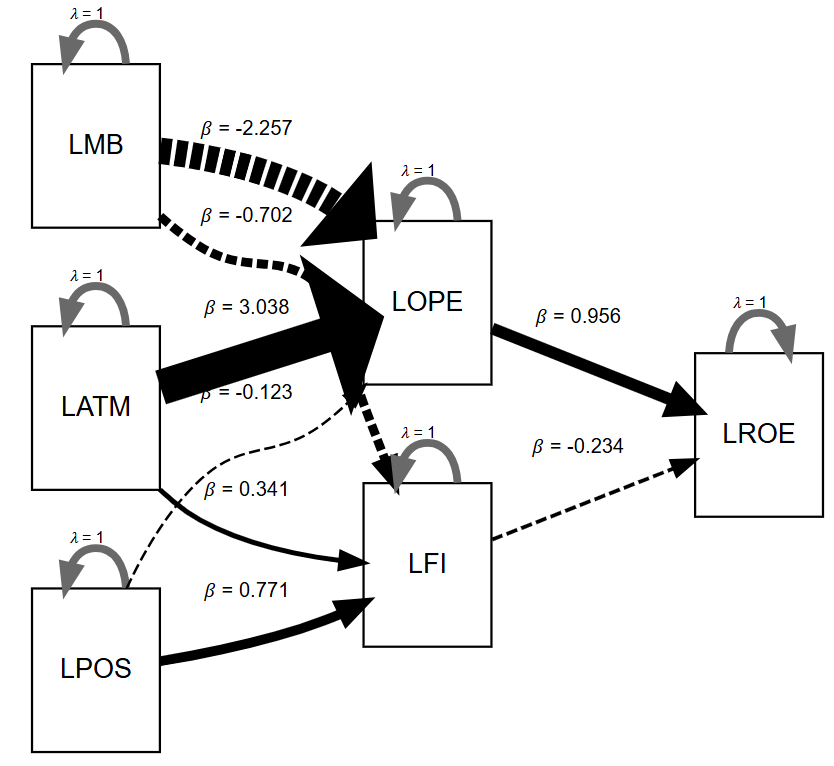 λ = 1
LMB
β = -2.257
β = -0.702
λ = 1
LOPE
λ = 1
LATM
β = 3.038
β = -0.123
β = 0.956
λ = 1
LROE
λ = 1
LFI
β = -0.234
β = 0.341
λ = 1
LPOS
β = 0.771